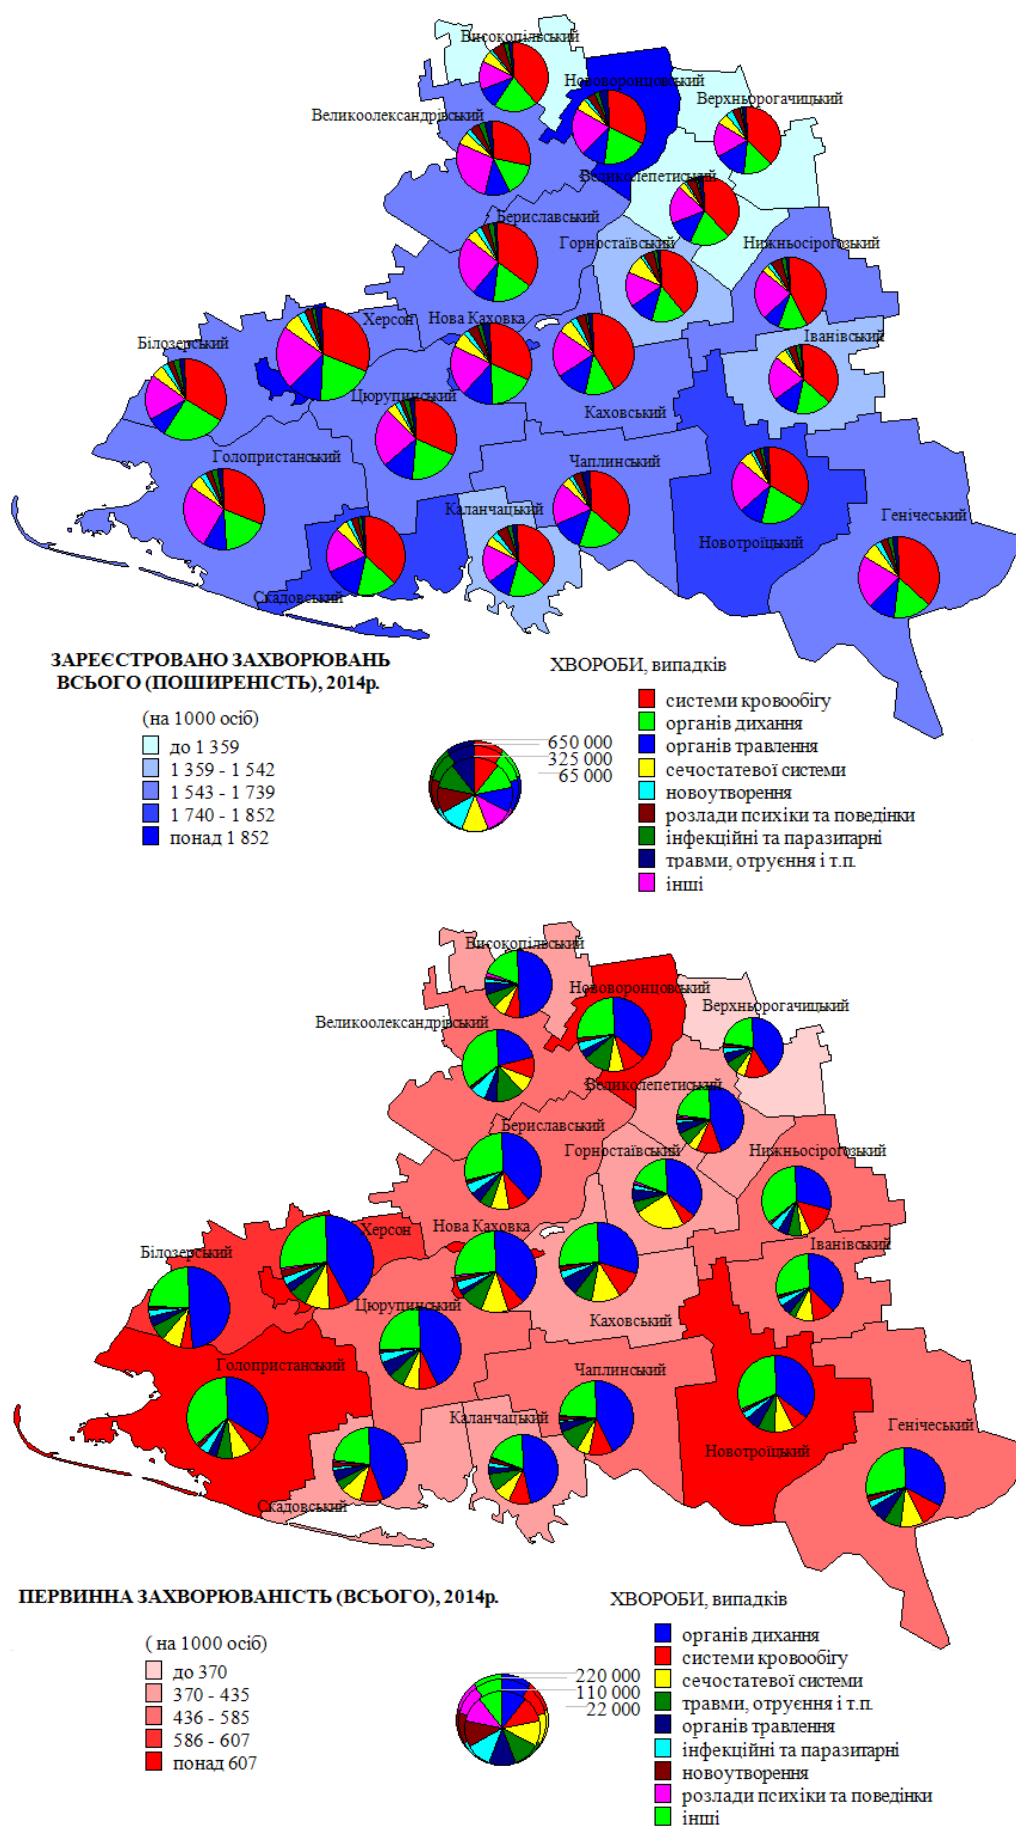 Високопільський
Нововоронцовський
Верхньорогачицький
Великоолександрівський
Великолепетиський
Бериславський
Горностаївський
Нижньосірогозький
Херсон
Нова Каховка
Білозерський
Іванівський
Цюрупинський
Каховський
Голопристанський
Чаплинський
Каланчацький
Генічеський
Новотроїцький
Скадовський
ЗАРЕЄСТРОВАНО ЗАХВОРЮВАНЬ
ВСЬОГО (ПОШИРЕНІСТЬ), 2014р.
(на 1000 осіб)
до 1 359
1 359 - 1 542
1 543 - 1 739
1 740 - 1 852
понад 1 852
650 000
325 000
65 000
ХВОРОБИ, випадків
системи кровообігу
органів дихання
органів травлення
сечостатевої системи
новоутворення
розлади психіки та поведінки
інфекційні та паразитарні
травми, отруєння і т.п.
інші
Високопільський
Нововоронцовський
Верхньорогачицький
Великоолександрівський
Великолепетиський
Бериславський
Горностаївський
Нижньосірогозький
Херсон
Нова Каховка
Білозерський
Іванівський
Цюрупинський
Каховський
Голопристанський
Чаплинський
Каланчацький
Генічеський
Новотроїцький
Скадовський
ПЕРВИННА ЗАХВОРЮВАНІСТЬ (ВСЬОГО), 2014р.
( на 1000 осіб)
до 370
370 - 435
436 - 585
586 - 607
понад 607
220 000
110 000
22 000
ХВОРОБИ, випадків
органів дихання
системи кровообігу
сечостатевої системи
травми, отруєння і т.п.
органів травлення
інфекційні та паразитарні
новоутворення
розлади психіки та поведінки
інші